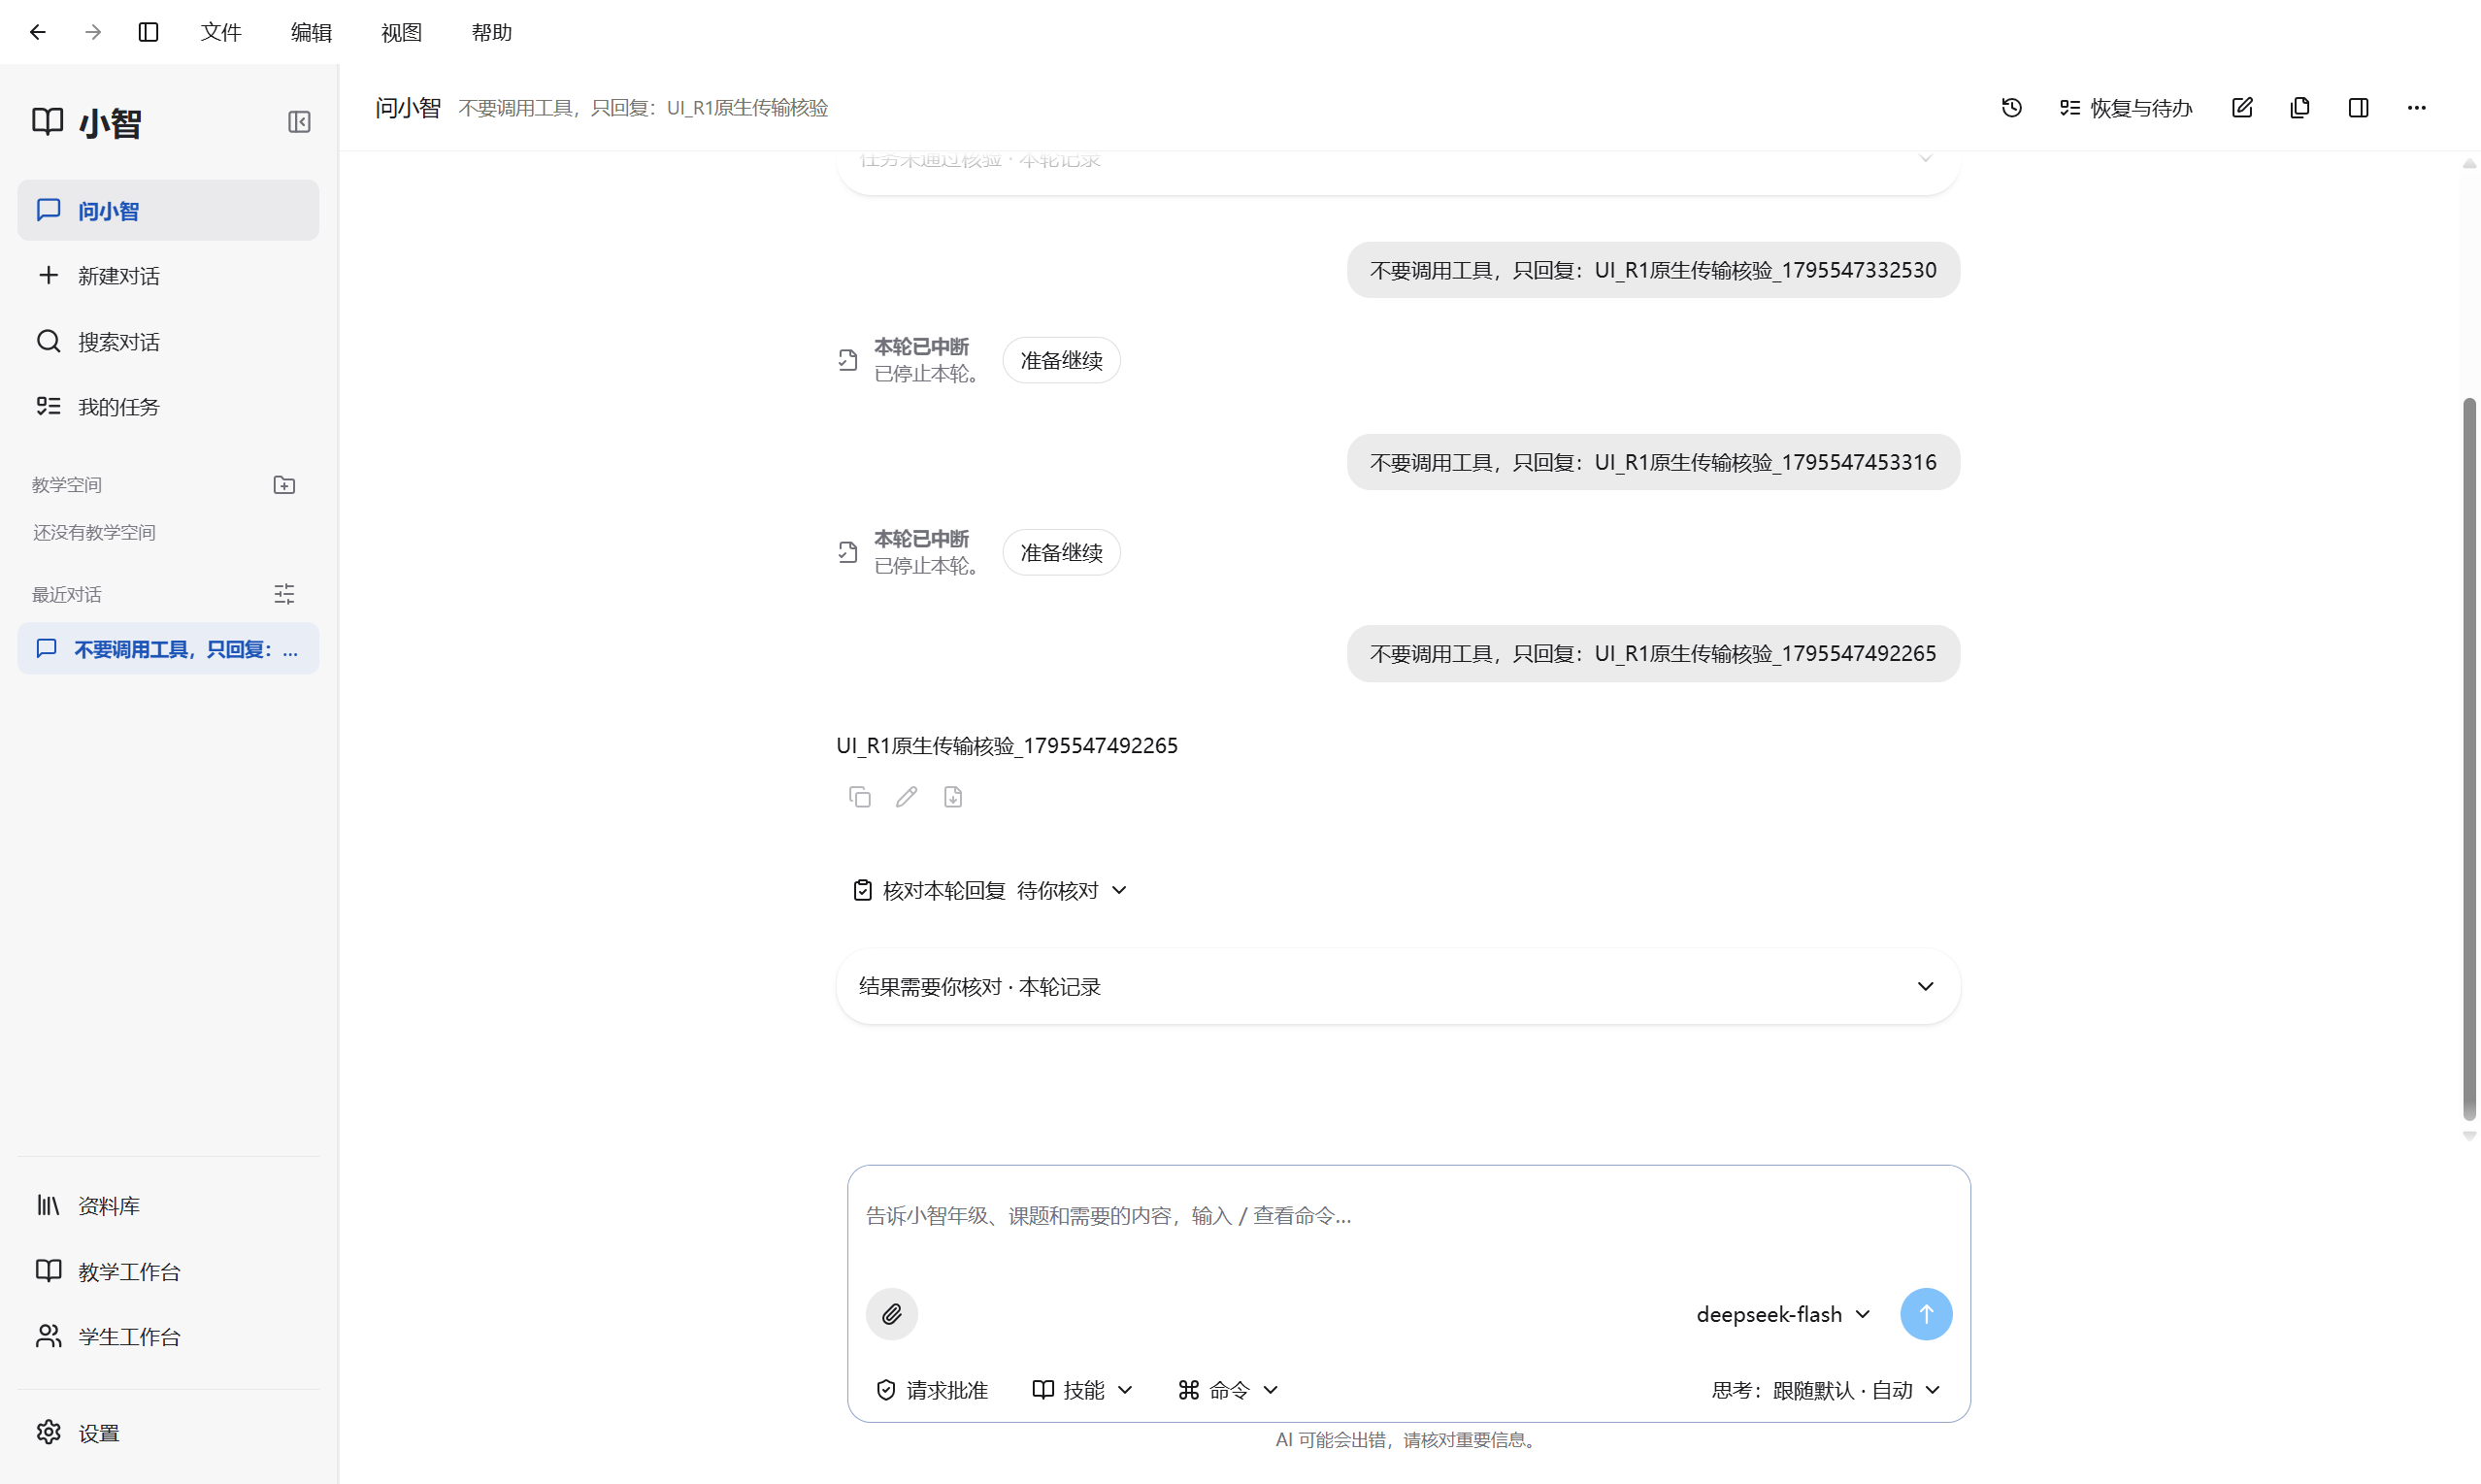 文件 编辑 视图 帮助
小智
问小智
新建对话
搜索对话
我的任务
教学空间
还没有教学空间
最近对话
不要调用工具，只回复：...
资料库
教学工作台
学生工作台
设置
问小智 不要调用工具，只回复：UI_R1原生传输核验
恢复与待办
任务未通过核验 · 本轮记录
不要调用工具，只回复：UI_R1原生传输核验_1795547332530
本轮已中断
已停止本轮。
准备继续
不要调用工具，只回复：UI_R1原生传输核验_1795547453316
本轮已中断
已停止本轮。
准备继续
不要调用工具，只回复：UI_R1原生传输核验_1795547492265
UI_R1原生传输核验_1795547492265
核对本轮回复 待你核对
结果需要你核对 · 本轮记录
告诉小智年级、课题和需要的内容，输入 / 查看命令...
deepseek-flash
请求批准 技能 命令 思考：跟随默认 · 自动
AI 可能会出错，请核对重要信息。